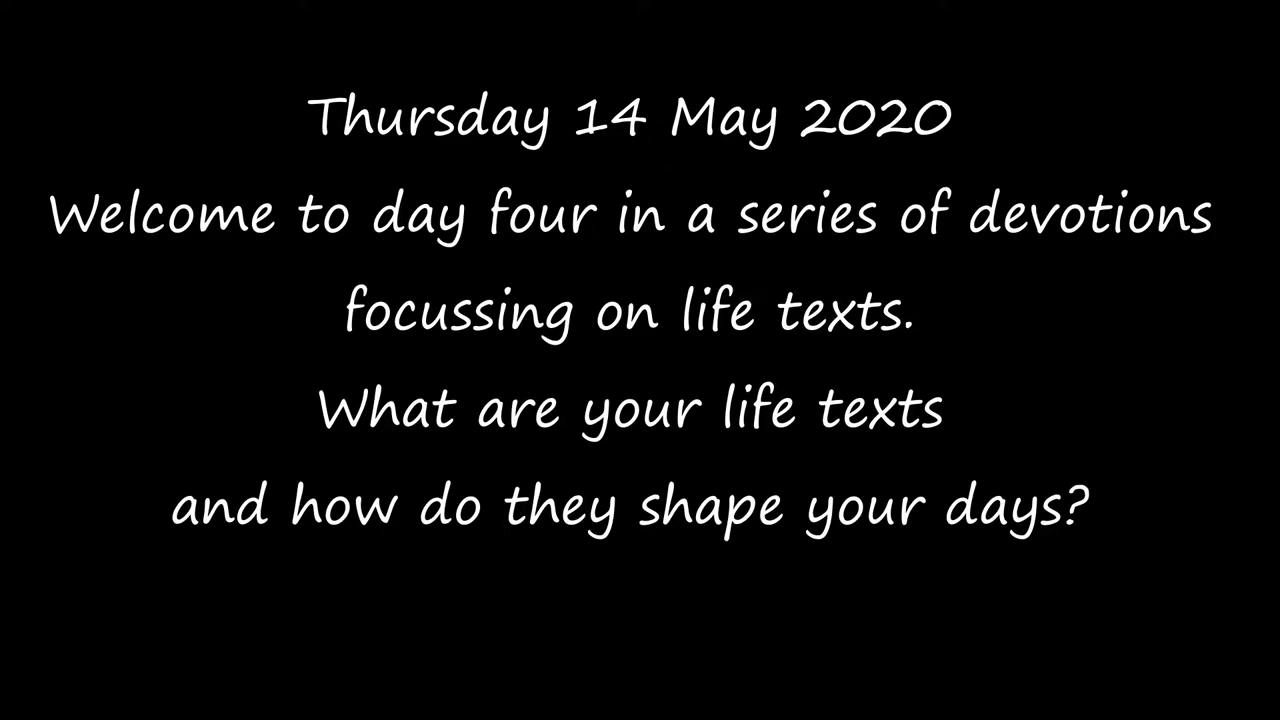 Thursday 14 May 2020
Welcome to day four in a series of devotions
focussing on life texts.
What are your life texts
and how do they shape your days?